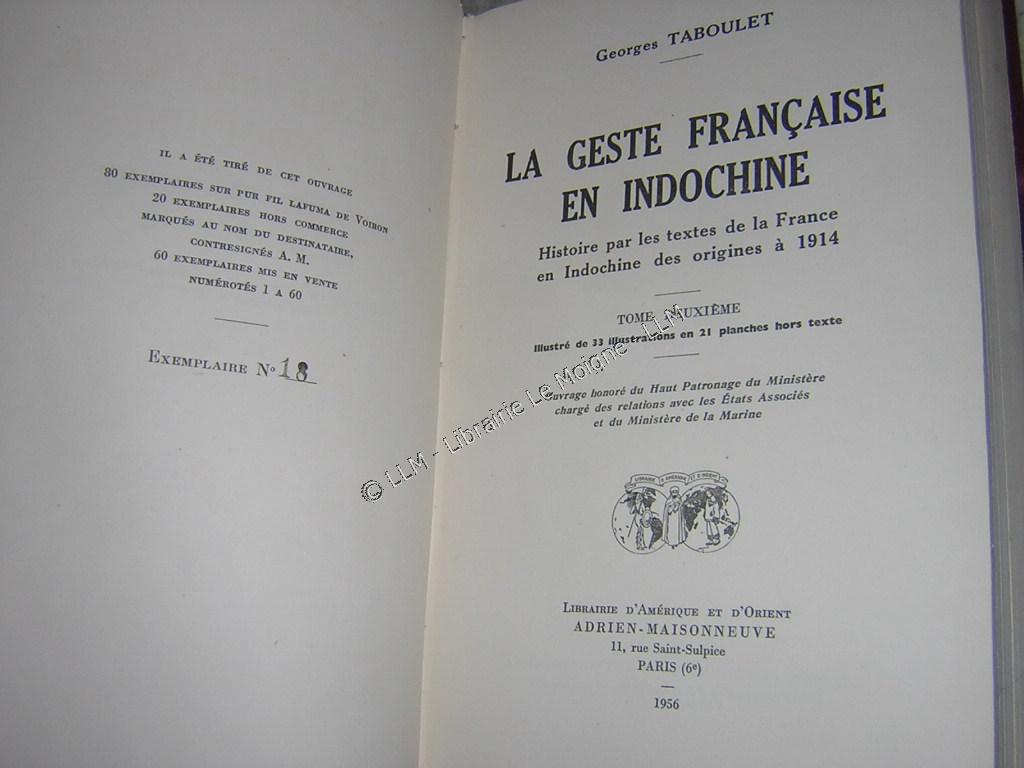 IL A ÉTÉ TIRÉ DE CET OUVRAGE
80 EXEMPLAIRES SUR PUR FIL LAFUMA DE VOIRON
20 EXEMPLAIRES HORS COMMERCE
MARQUÉS AU NOM DU DESTINATAIRE,
CONTRESIGNÉS A. M.
60 EXEMPLAIRES MIS EN VENTE
NUMÉROTÉS 1 A 60
EXEMPLAIRE Nº 18
Georges TABOULET
LA GESTE FRANÇAISE
EN INDOCHINE
Histoire par les textes de la France
en Indochine des origines à 1914
TOME DEUXIÈME
Illustré de 33 illustrations en 21 planches hors texte
Ouvrage honoré du Haut Patronage du Ministère
chargé des relations avec les États Associés
et du Ministère de la Marine
LIBRAIRIE D'AMÉRIQUE ET D'ORIENT
LIBRAIRIE D'AMÉRIQUE ET D'ORIENT
ADRIEN-MAISONNEUVE
11, rue Saint-Sulpice
PARIS (6e)
1956
© LLM - Librairie Le Moigne - LLM